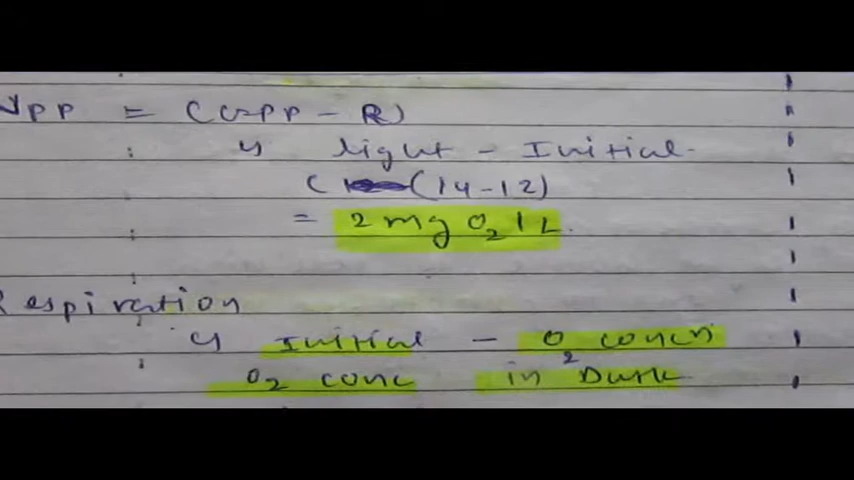 NPP = (GPP - R)
↳ light - Initial
( (14-12)
= 2 mg O2 / L.
Respiration
↳ Initial - O2 concn
O2 conc in Dark